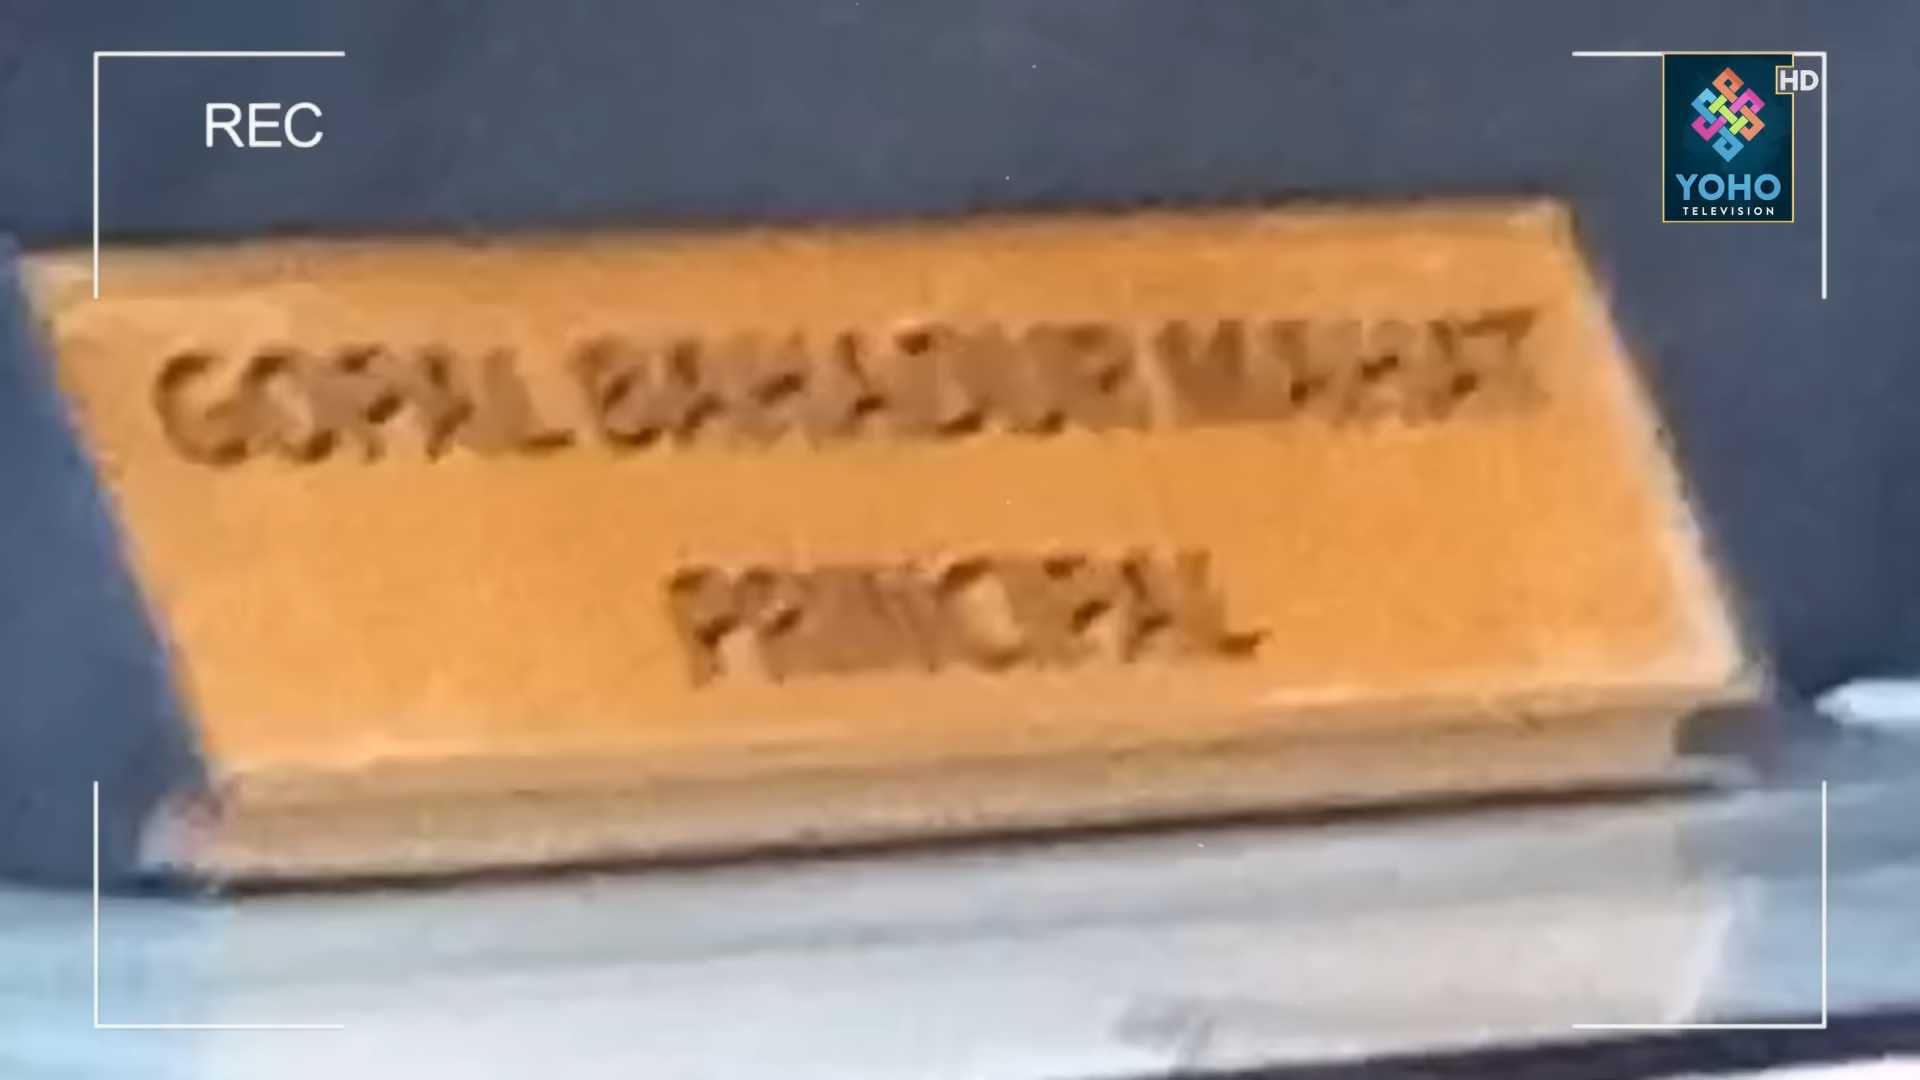 REC
HD
YOHO
TELEVISION
GOPAL BAHADUR
PRINCIPAL